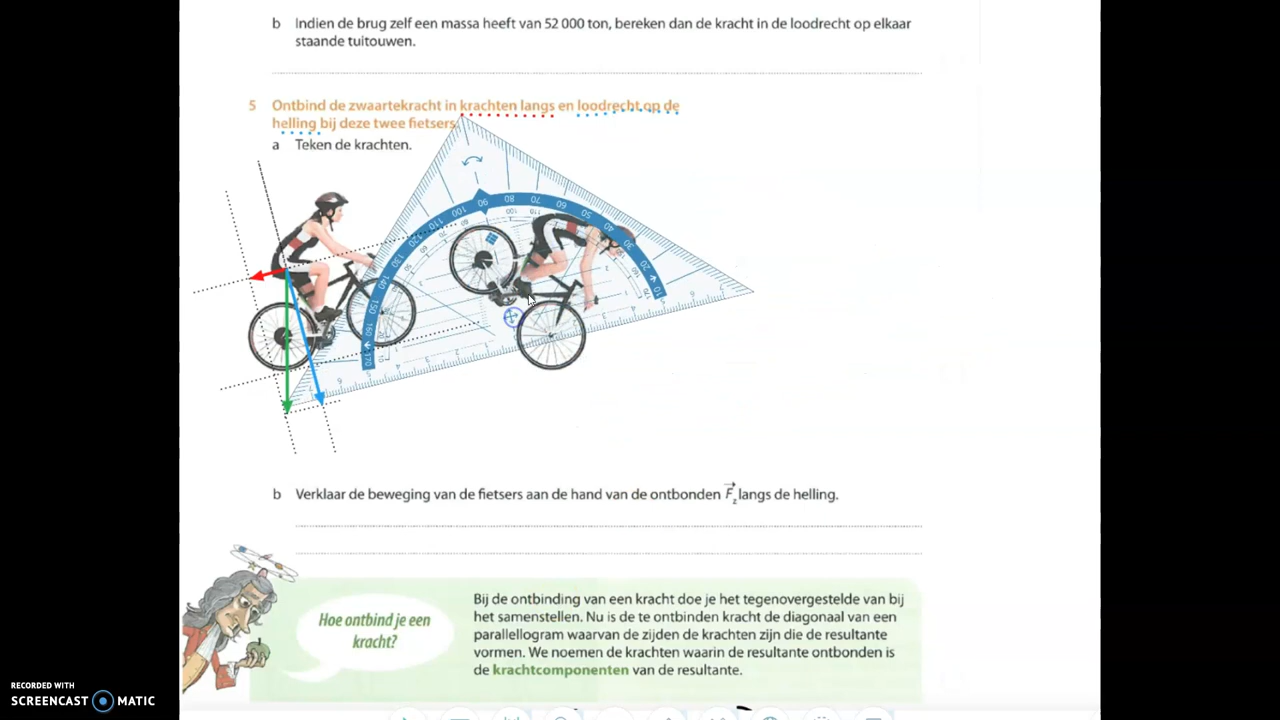 b Indien de brug zelf een massa heeft van 52 000 ton, bereken dan de kracht in de loodrecht op elkaar
staande tuitouwen.
5 Ontbind de zwaartekracht in krachten langs en loodrecht op de
helling bij deze twee fietsers.
a Teken de krachten.
b Verklaar de beweging van de fietsers aan de hand van de ontbonden F⃗z langs de helling.
Hoe ontbind je een
kracht?
Bij de ontbinding van een kracht doe je het tegenovergestelde van bij
het samenstellen. Nu is de te ontbinden kracht de diagonaal van een
parallellogram waarvan de zijden de krachten zijn die de resultante
vormen. We noemen de krachten waarin de resultante ontbonden is
de krachtcomponenten van de resultante.
RECORDED WITH
SCREENCAST MATIC